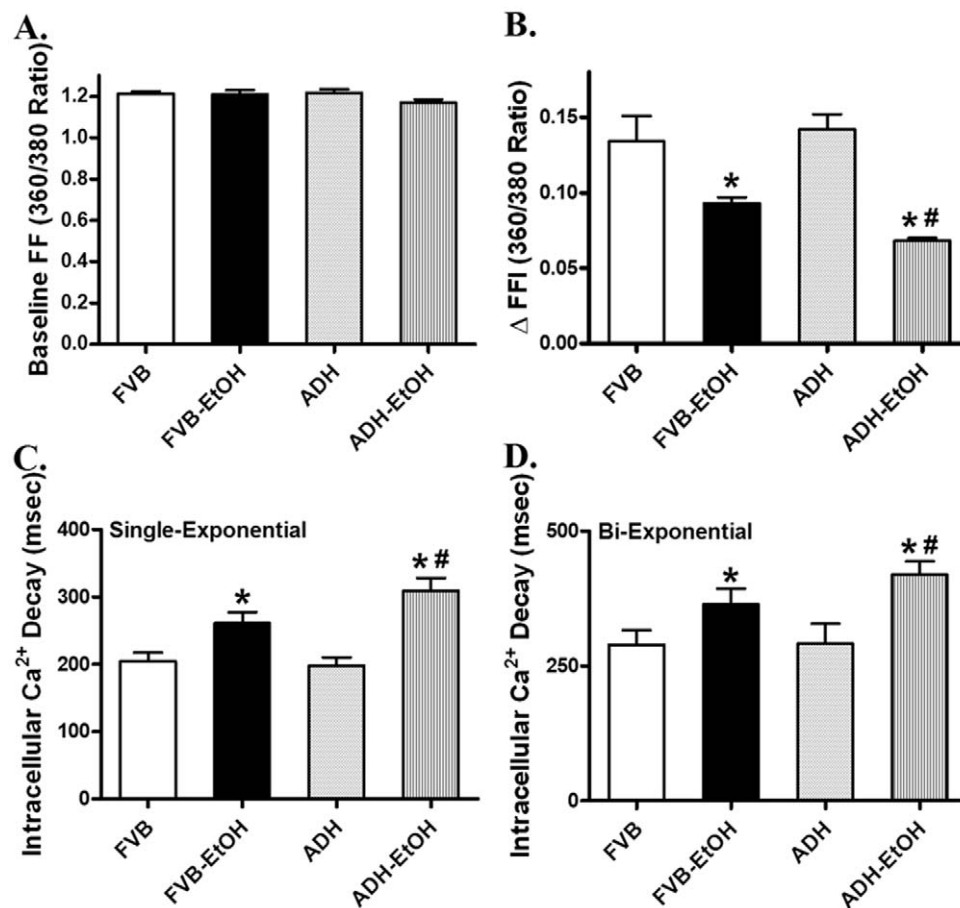 A.
Baseline FF (360/380 Ratio)
1.2
1.0
0.8
0.6
0.4
0.2
0.0
FVB
FVB-EtOH
ADH
ADH-EtOH
B.
Δ FFI (360/380 Ratio)
0.15
0.10
0.05
0.00
*
* #
FVB
FVB-EtOH
ADH
ADH-EtOH
C.
Intracellular Ca²⁺ Decay (msec)
400
300
200
100
0
Single-Exponential
*
* #
FVB
FVB-EtOH
ADH
ADH-EtOH
D.
Intracellular Ca²⁺ Decay (msec)
500
250
0
Bi-Exponential
*
* #
FVB
FVB-EtOH
ADH
ADH-EtOH